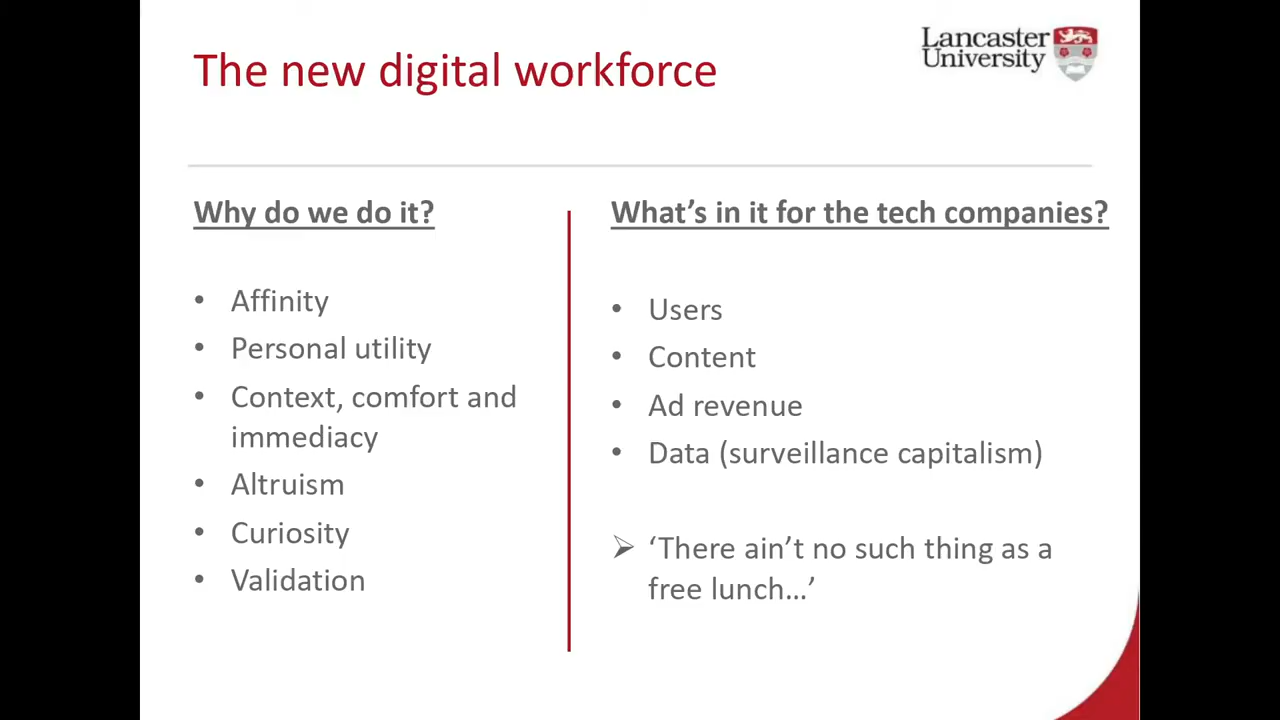 The new digital workforce
Lancaster
University
Why do we do it?
• Affinity
• Personal utility
• Context, comfort and
immediacy
• Altruism
• Curiosity
• Validation
What’s in it for the tech companies?
• Users
• Content
• Ad revenue
• Data (surveillance capitalism)
➢ ‘There ain’t no such thing as a
free lunch…’